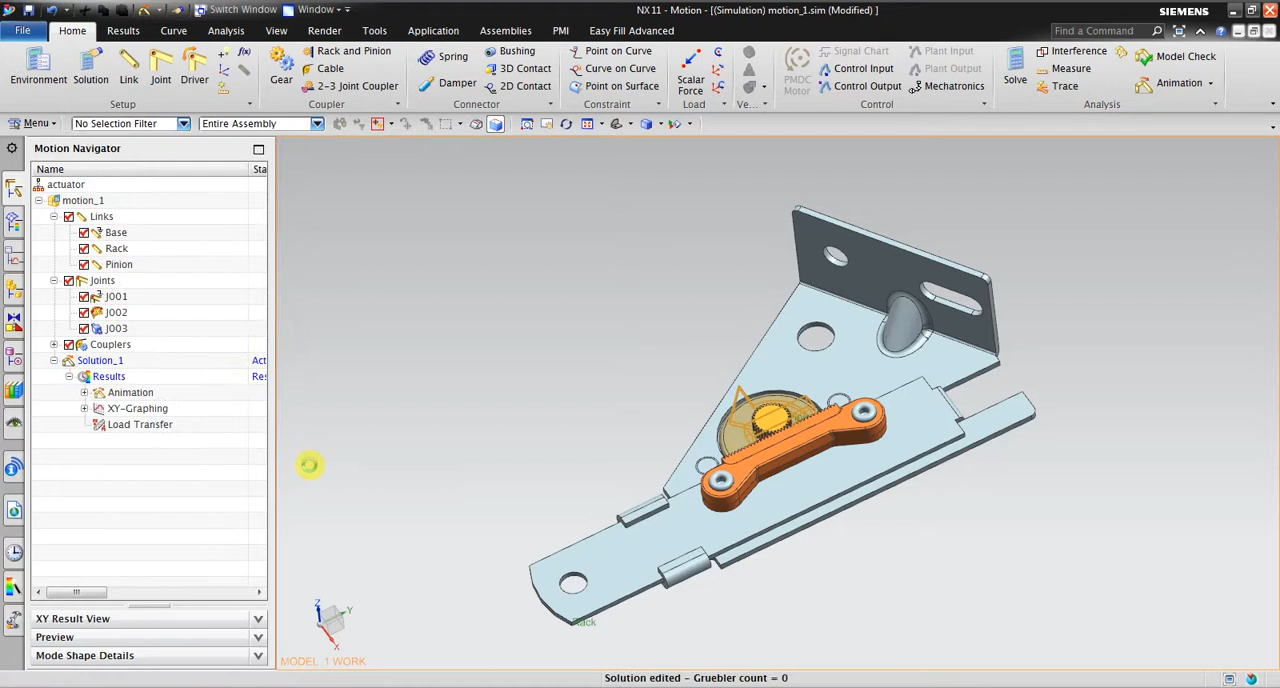 Switch Window Window NX 11 - Motion - [(Simulation) motion_1.sim (Modified) ] SIEMENS
File Home Results Curve Analysis View Render Tools Application Assemblies PMI Easy Fill Advanced Find a Command
Rack and Pinion Spring Bushing Point on Curve Signal Chart Plant Input Interference Model Check
Environment Solution Link Joint Driver f(x) Gear Cable 3D Contact Curve on Curve Scalar Force PMDC Motor Control Input Plant Output Solve Measure
2-3 Joint Coupler Damper 2D Contact Point on Surface Control Output Mechatronics Trace Animation
Setup Coupler Connector Constraint Load Ve... Control Analysis
Menu No Selection Filter Entire Assembly
Motion Navigator
Name Sta
actuator
motion_1
Links
Base
Rack
Pinion
Joints
J001
J002
J003
Couplers
Solution_1 Act
Results Res
Animation
XY-Graphing
Load Transfer
XY Result View
Preview
Mode Shape Details
Z
Y
X
MODEL_1 WORK
Rack
Solution edited - Gruebler count = 0